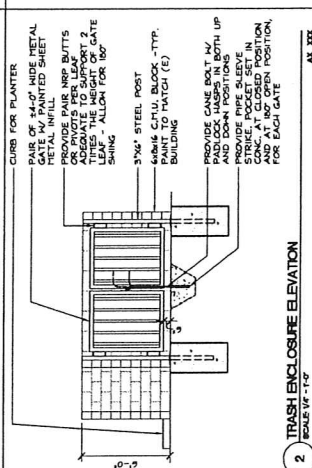 CURB FOR PLANTER
PAIR OF ±4'-0" WIDE METAL
GATE W/ PAINTED SHEET
METAL INFILL
PROVIDE PAIR NRP BUTTS
OR PIVOTS, PER LEAF
ADEQUATE TO SUPPORT 2
TIMES THE WEIGHT OF GATE
LEAF - ALLOW FOR 180°
SWING
3"X6" STEEL POST
6x8x16 C.M.U. BLOCK -TYP.
PAINT TO MATCH (E)
BUILDING
PROVIDE CANE BOLT W/
PADLOCK HASPS IN BOTH UP
AND DOWN POSITIONS
PROVIDE PIPE SLEEVE
STRIKE, POCKET SET IN
CONC. AT CLOSED POSITION
AND AT 180° OPEN POSITION,
FOR EACH GATE
6'-0"
6"
2
TRASH ENCLOSURE ELEVATION
SCALE: 1/4" = 1'-0"